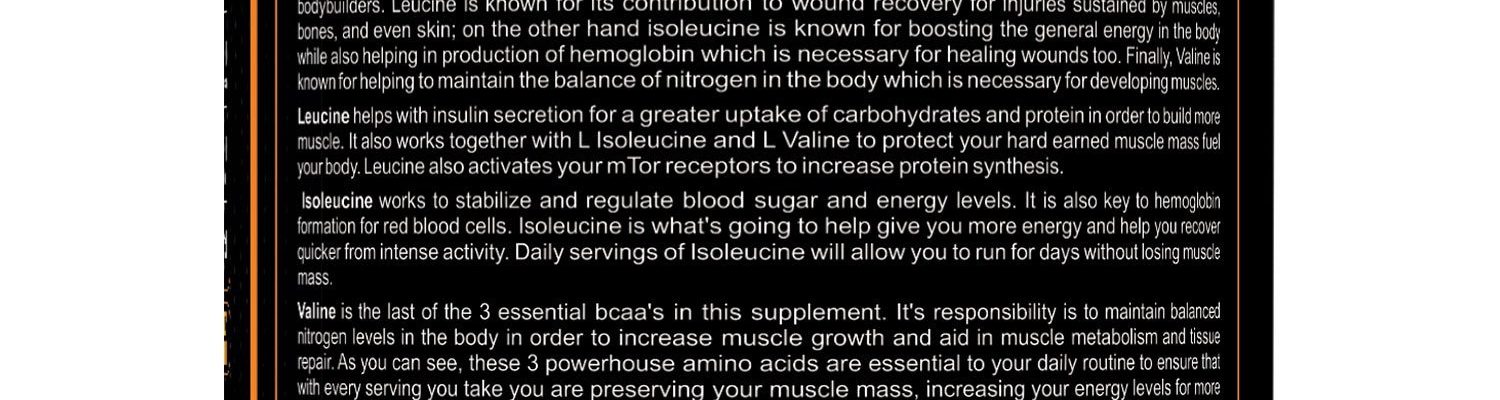 bodybuilders. Leucine is known for its contribution to wound recovery for injuries sustained by muscles,
bones, and even skin; on the other hand isoleucine is known for boosting the general energy in the body
while also helping in production of hemoglobin which is necessary for healing wounds too. Finally, Valine is
known for helping to maintain the balance of nitrogen in the body which is necessary for developing muscles.
Leucine helps with insulin secretion for a greater uptake of carbohydrates and protein in order to build more
muscle. It also works together with L Isoleucine and L Valine to protect your hard earned muscle mass fuel
your body. Leucine also activates your mTor receptors to increase protein synthesis.
Isoleucine works to stabilize and regulate blood sugar and energy levels. It is also key to hemoglobin
formation for red blood cells. Isoleucine is what's going to help give you more energy and help you recover
quicker from intense activity. Daily servings of Isoleucine will allow you to run for days without losing muscle
mass.
Valine is the last of the 3 essential bcaa's in this supplement. It's responsibility is to maintain balanced
nitrogen levels in the body in order to increase muscle growth and aid in muscle metabolism and tissue
repair. As you can see, these 3 powerhouse amino acids are essential to your daily routine to ensure that
with every serving you take you are preserving your muscle mass, increasing your energy levels for more